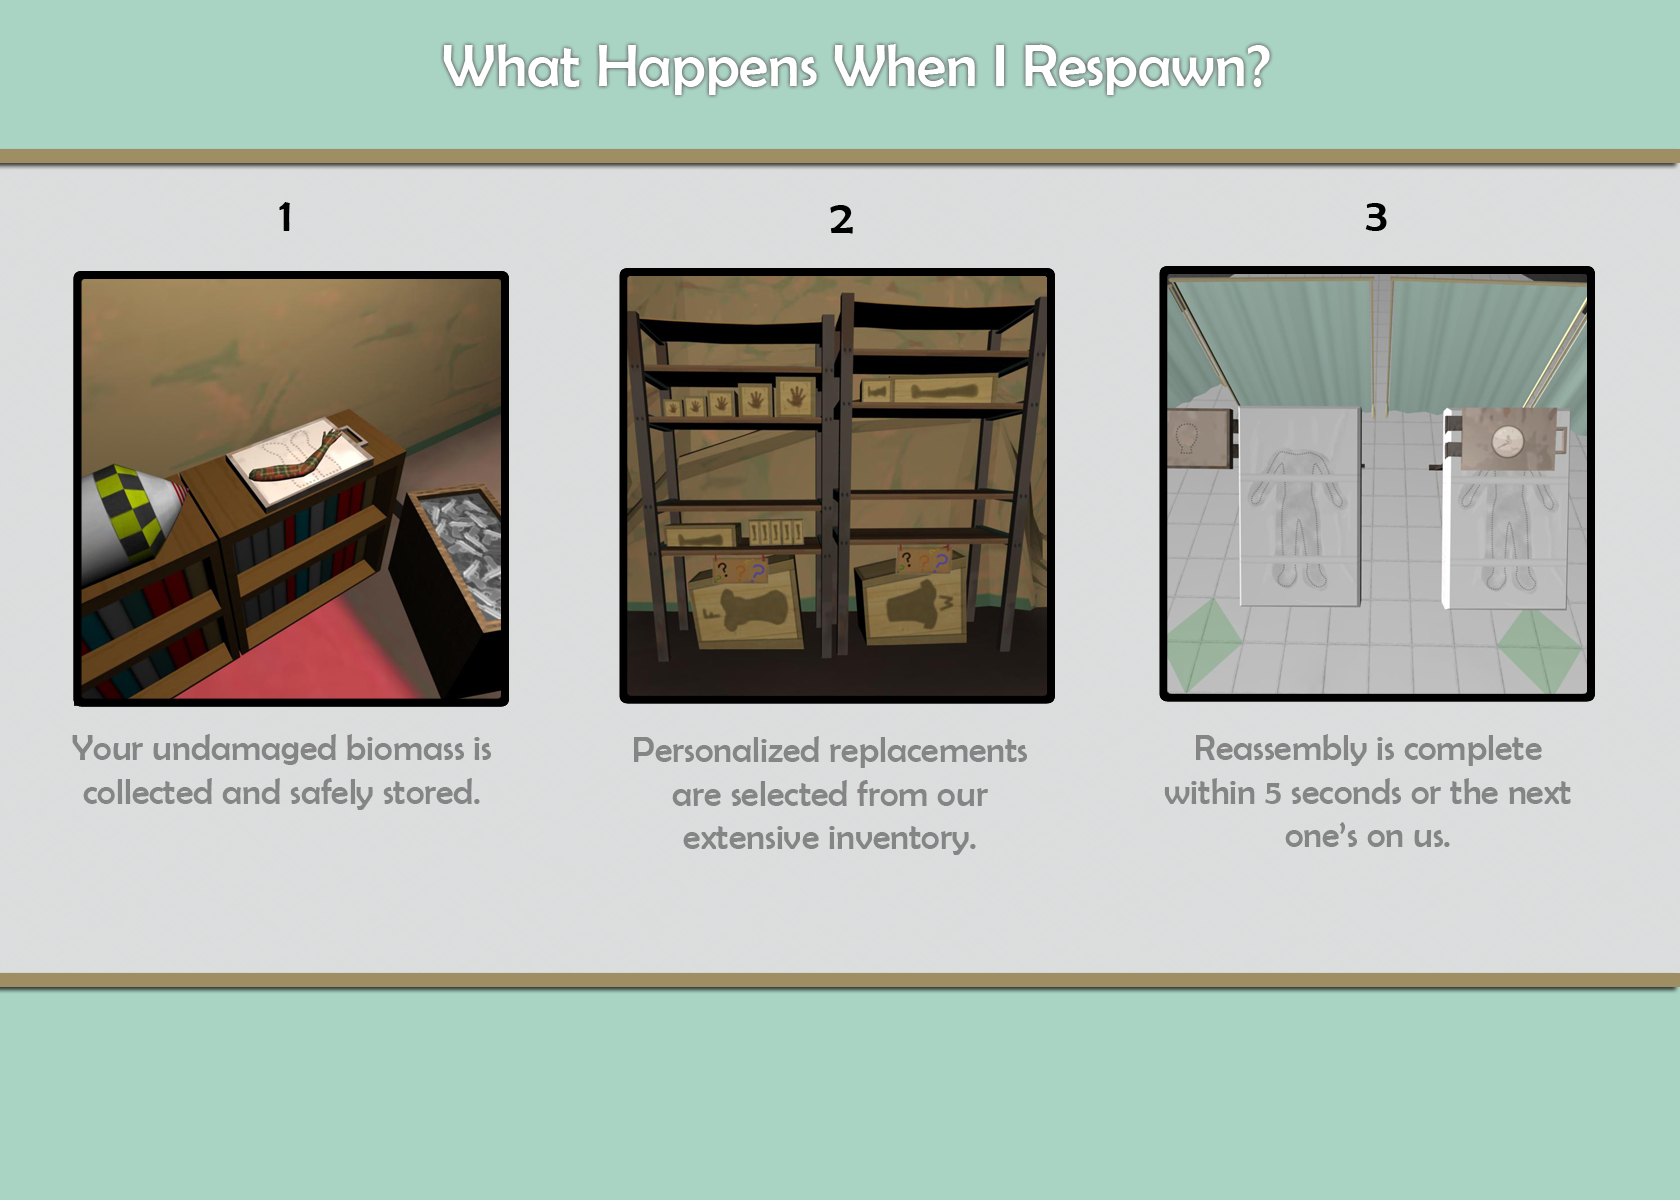 What Happens When I Respawn?
1
2
3
Your undamaged biomass is
collected and safely stored.
Personalized replacements
are selected from our
extensive inventory.
Reassembly is complete
within 5 seconds or the next
one's on us.
? ? ?
F
? ? ?
W